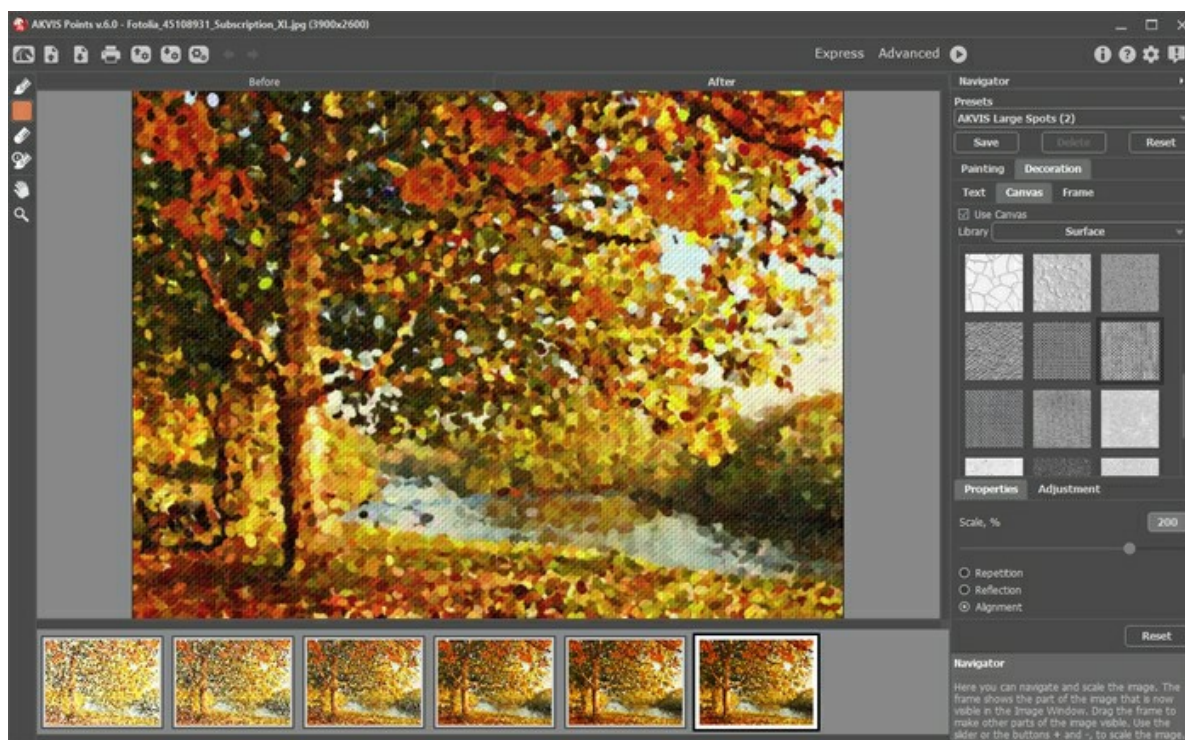 AKVIS Points v.6.0 - Fotolia_45108931_Subscription_XL.jpg (3900x2600)
Express Advanced
Before After
Navigator
Presets
AKVIS Large Spots (2)
Save Delete Reset
Painting Decoration
Text Canvas Frame
Use Canvas
Library Surface
Properties Adjustment
Scale, % 200
Repetition
Reflection
Alignment
Reset
Navigator
Here you can navigate and scale the image. The
frame shows the part of the image that is now
visible in the Image Window. Drag the frame to
make other parts of the image visible. Use the
slider or the buttons + and -, to scale the image.